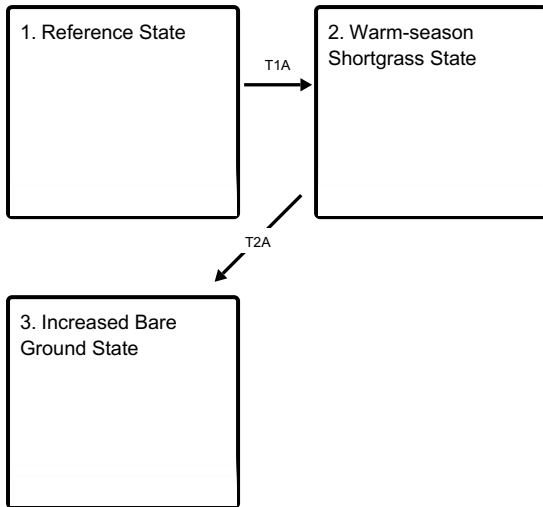 1. Reference State
T1A
2. Warm-season
Shortgrass State
T2A
3. Increased Bare
Ground State